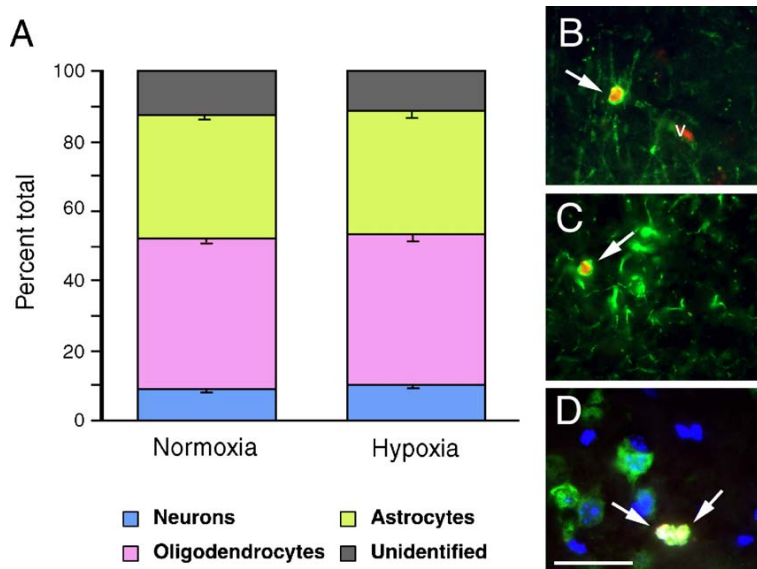 A
Percent total
100
80
60
40
20
0
Normoxia
Hypoxia
Neurons
Astrocytes
Oligodendrocytes
Unidentified
B
v
C
D